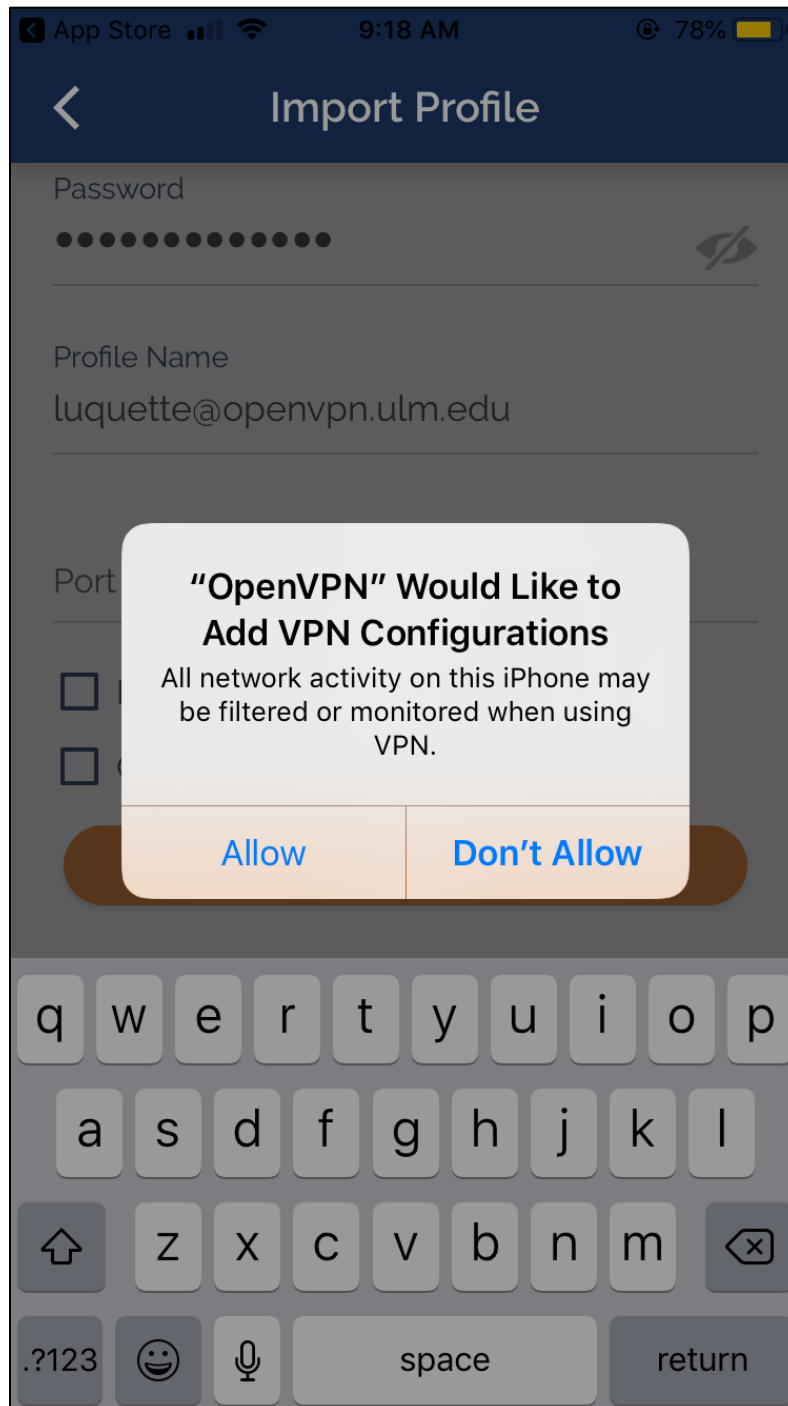 App Store 9:18 AM 78%
Import Profile
Password
•••••••••••••
Profile Name
luquette@openvpn.ulm.edu
Port
“OpenVPN” Would Like to
Add VPN Configurations
All network activity on this iPhone may
be filtered or monitored when using
VPN.
Allow Don’t Allow
q w e r t y u i o p
a s d f g h j k l
z x c v b n m
.?123 space return